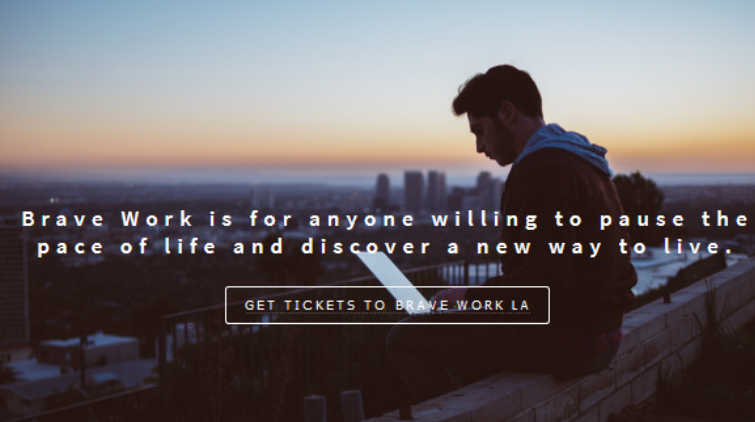 Brave Work is for anyone willing to pause the
pace of life and discover a new way to live.
GET TICKETS TO BRAVE WORK LA